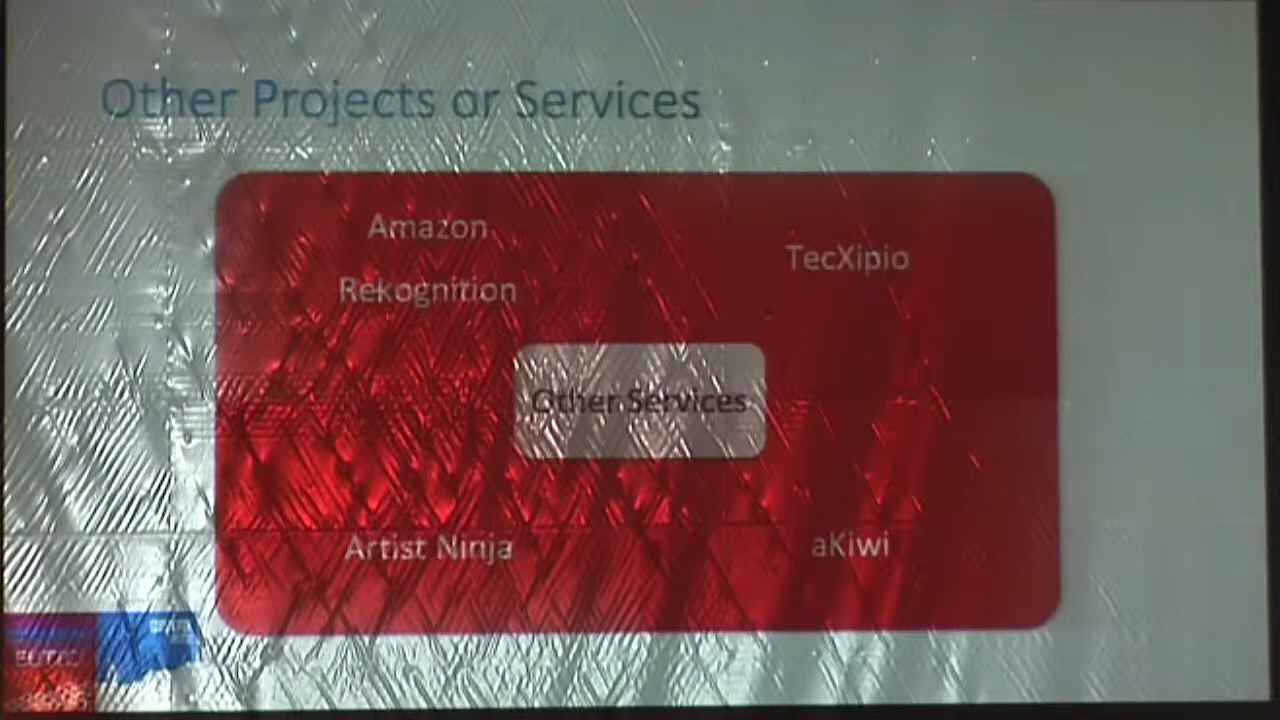 Other Projects or Services
Amazon
Rekognition
TecXipio
Other Services
Artist Ninja
aKiwi